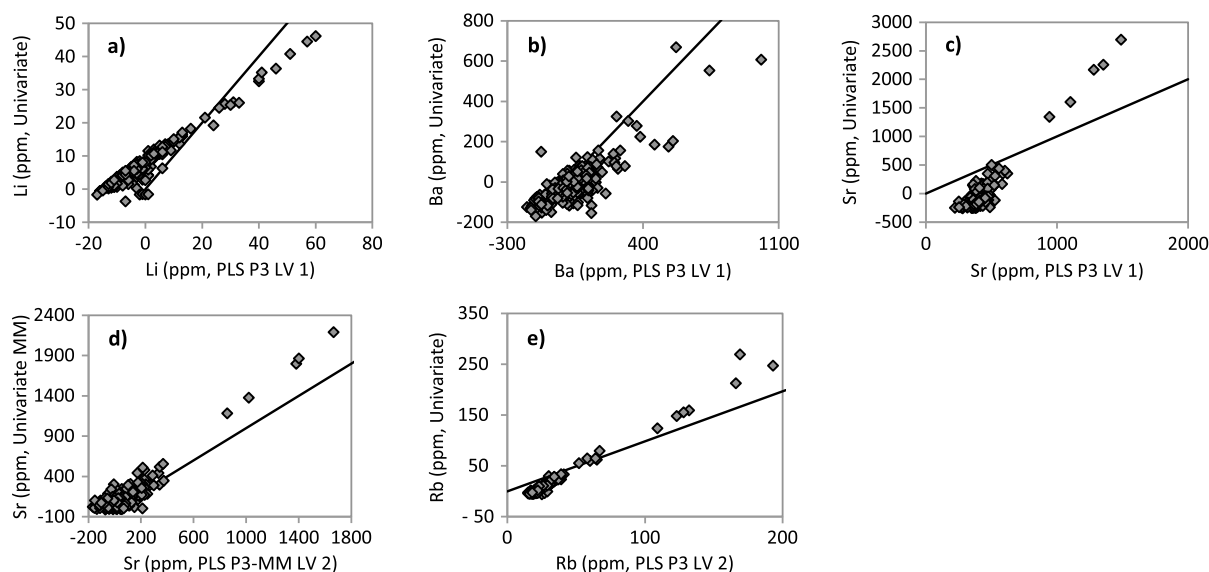 a)
Li (ppm, Univariate)
50
40
30
20
10
0
-10
-20 0 20 40 60 80
Li (ppm, PLS P3 LV 1)
b)
Ba (ppm, Univariate)
800
600
400
200
0
-200
-300 400 1100
Ba (ppm, PLS P3 LV 1)
c)
Sr (ppm, Univariate)
3000
2500
2000
1500
1000
500
0
-500
0 1000 2000
Sr (ppm, PLS P3 LV 1)
d)
Sr (ppm, Univariate MM)
2400
1900
1400
900
400
-100
-200 200 600 1000 1400 1800
Sr (ppm, PLS P3-MM LV 2)
e)
Rb (ppm, Univariate)
350
250
150
50
- 50
0 100 200
Rb (ppm, PLS P3 LV 2)